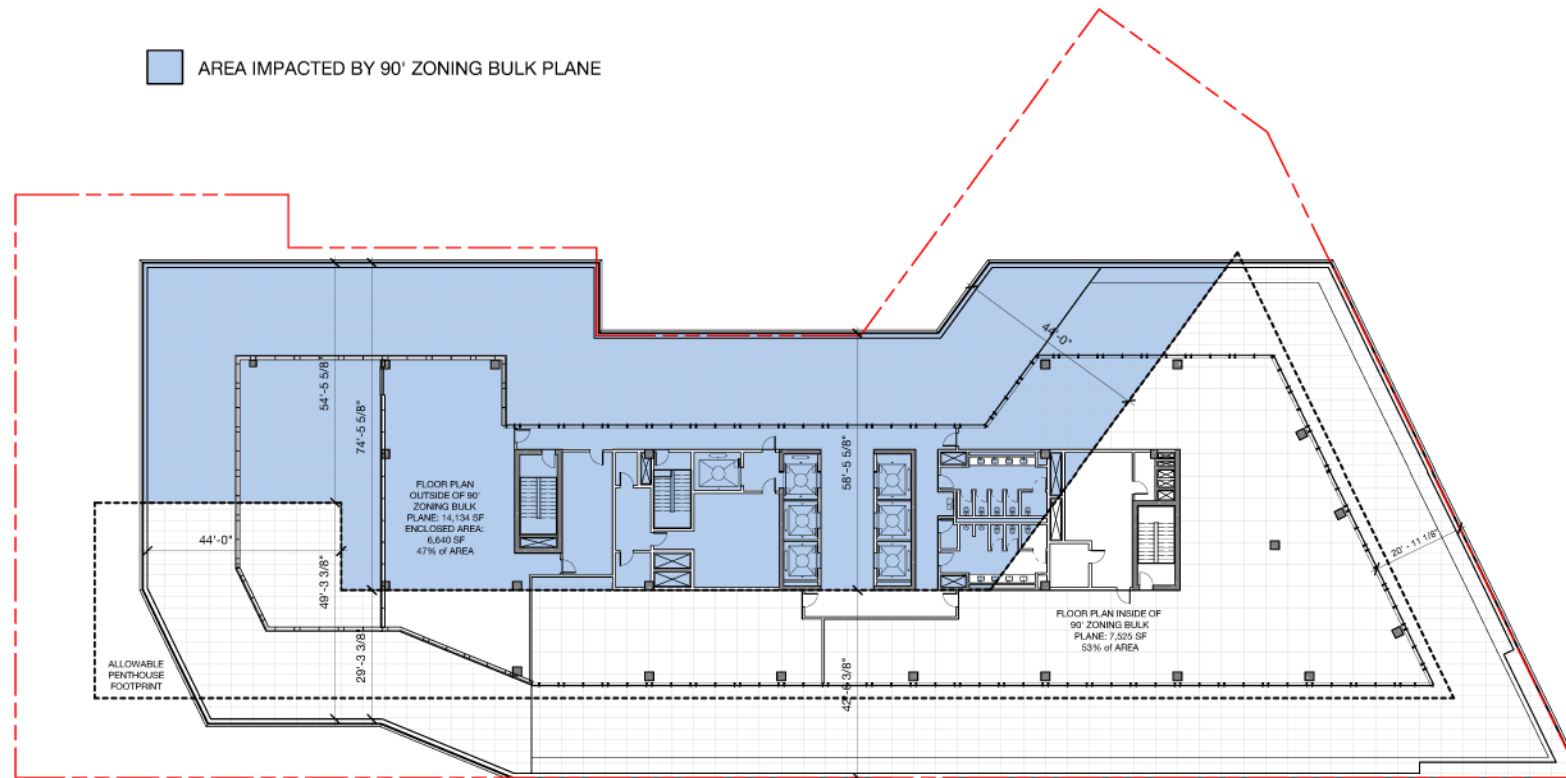 AREA IMPACTED BY 90' ZONING BULK PLANE
44'-0"
54'-5 5/8"
74'-5 5/8"
58'-5 5/8"
FLOOR PLAN
OUTSIDE OF 90'
ZONING BULK
PLANE: 14,134 SF
ENCLOSED AREA:
6,640 SF
47% of AREA
44'-0"
20' - 11 1/8"
49'-3 3/8"
FLOOR PLAN INSIDE OF
90' ZONING BULK
PLANE: 7,525 SF
53% of AREA
ALLOWABLE
PENTHOUSE
FOOTPRINT
29'-3 3/8"
42'-6 3/8"